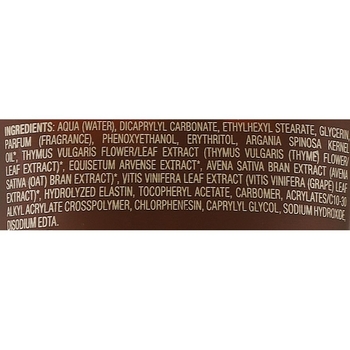 INGREDIENTS: AQUA (WATER), DICAPRYLYL CARBONATE, ETHYLHEXYL STEARATE, GLYCERIN,
PARFUM (FRAGRANCE), PHENOXYETHANOL, ERYTHRITOL, ARGANIA SPINOSA KERNEL
OIL*, THYMUS VULGARIS FLOWER/LEAF EXTRACT (THYMUS VULGARIS (THYME) FLOWER/
LEAF EXTRACT)*, EQUISETUM ARVENSE EXTRACT*, AVENA SATIVA BRAN EXTRACT (AVENA
SATIVA (OAT) BRAN EXTRACT)*, VITIS VINIFERA LEAF EXTRACT (VITIS VINIFERA (GRAPE) LEAF
EXTRACT)*, HYDROLYZED ELASTIN, TOCOPHERYL ACETATE, CARBOMER, ACRYLATES/C10-30
ALKYL ACRYLATE CROSSPOLYMER, CHLORPHENESIN, CAPRYLYL GLYCOL, SODIUM HYDROXIDE,
DISODIUM EDTA.